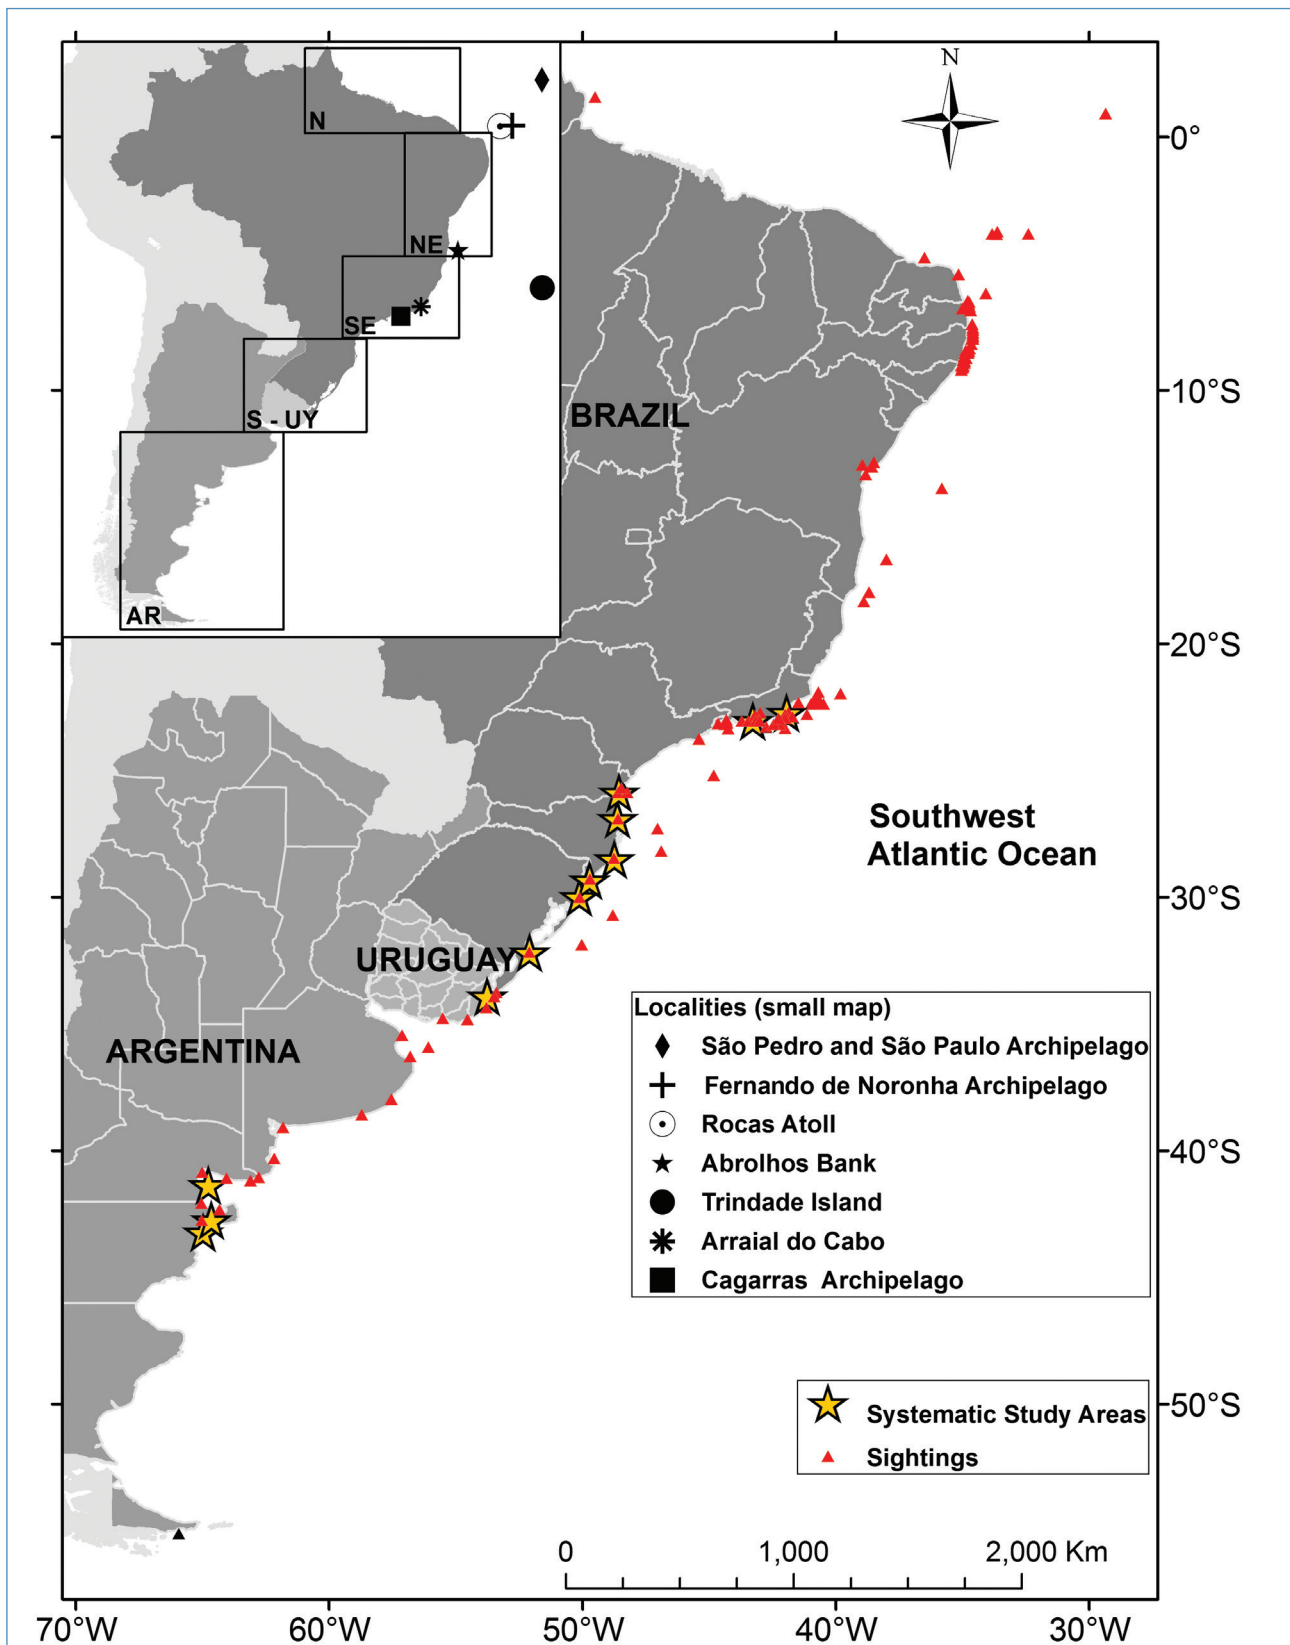 N
N
NE
SE
S - UY
AR
0°
10°S
20°S
30°S
40°S
50°S
BRAZIL
Southwest
Atlantic Ocean
URUGUAY
ARGENTINA
Localities (small map)
São Pedro and São Paulo Archipelago
Fernando de Noronha Archipelago
Rocas Atoll
Abrolhos Bank
Trindade Island
Arraial do Cabo
Cagarras Archipelago
Systematic Study Areas
Sightings
0 1,000 2,000 Km
70°W 60°W 50°W 40°W 30°W